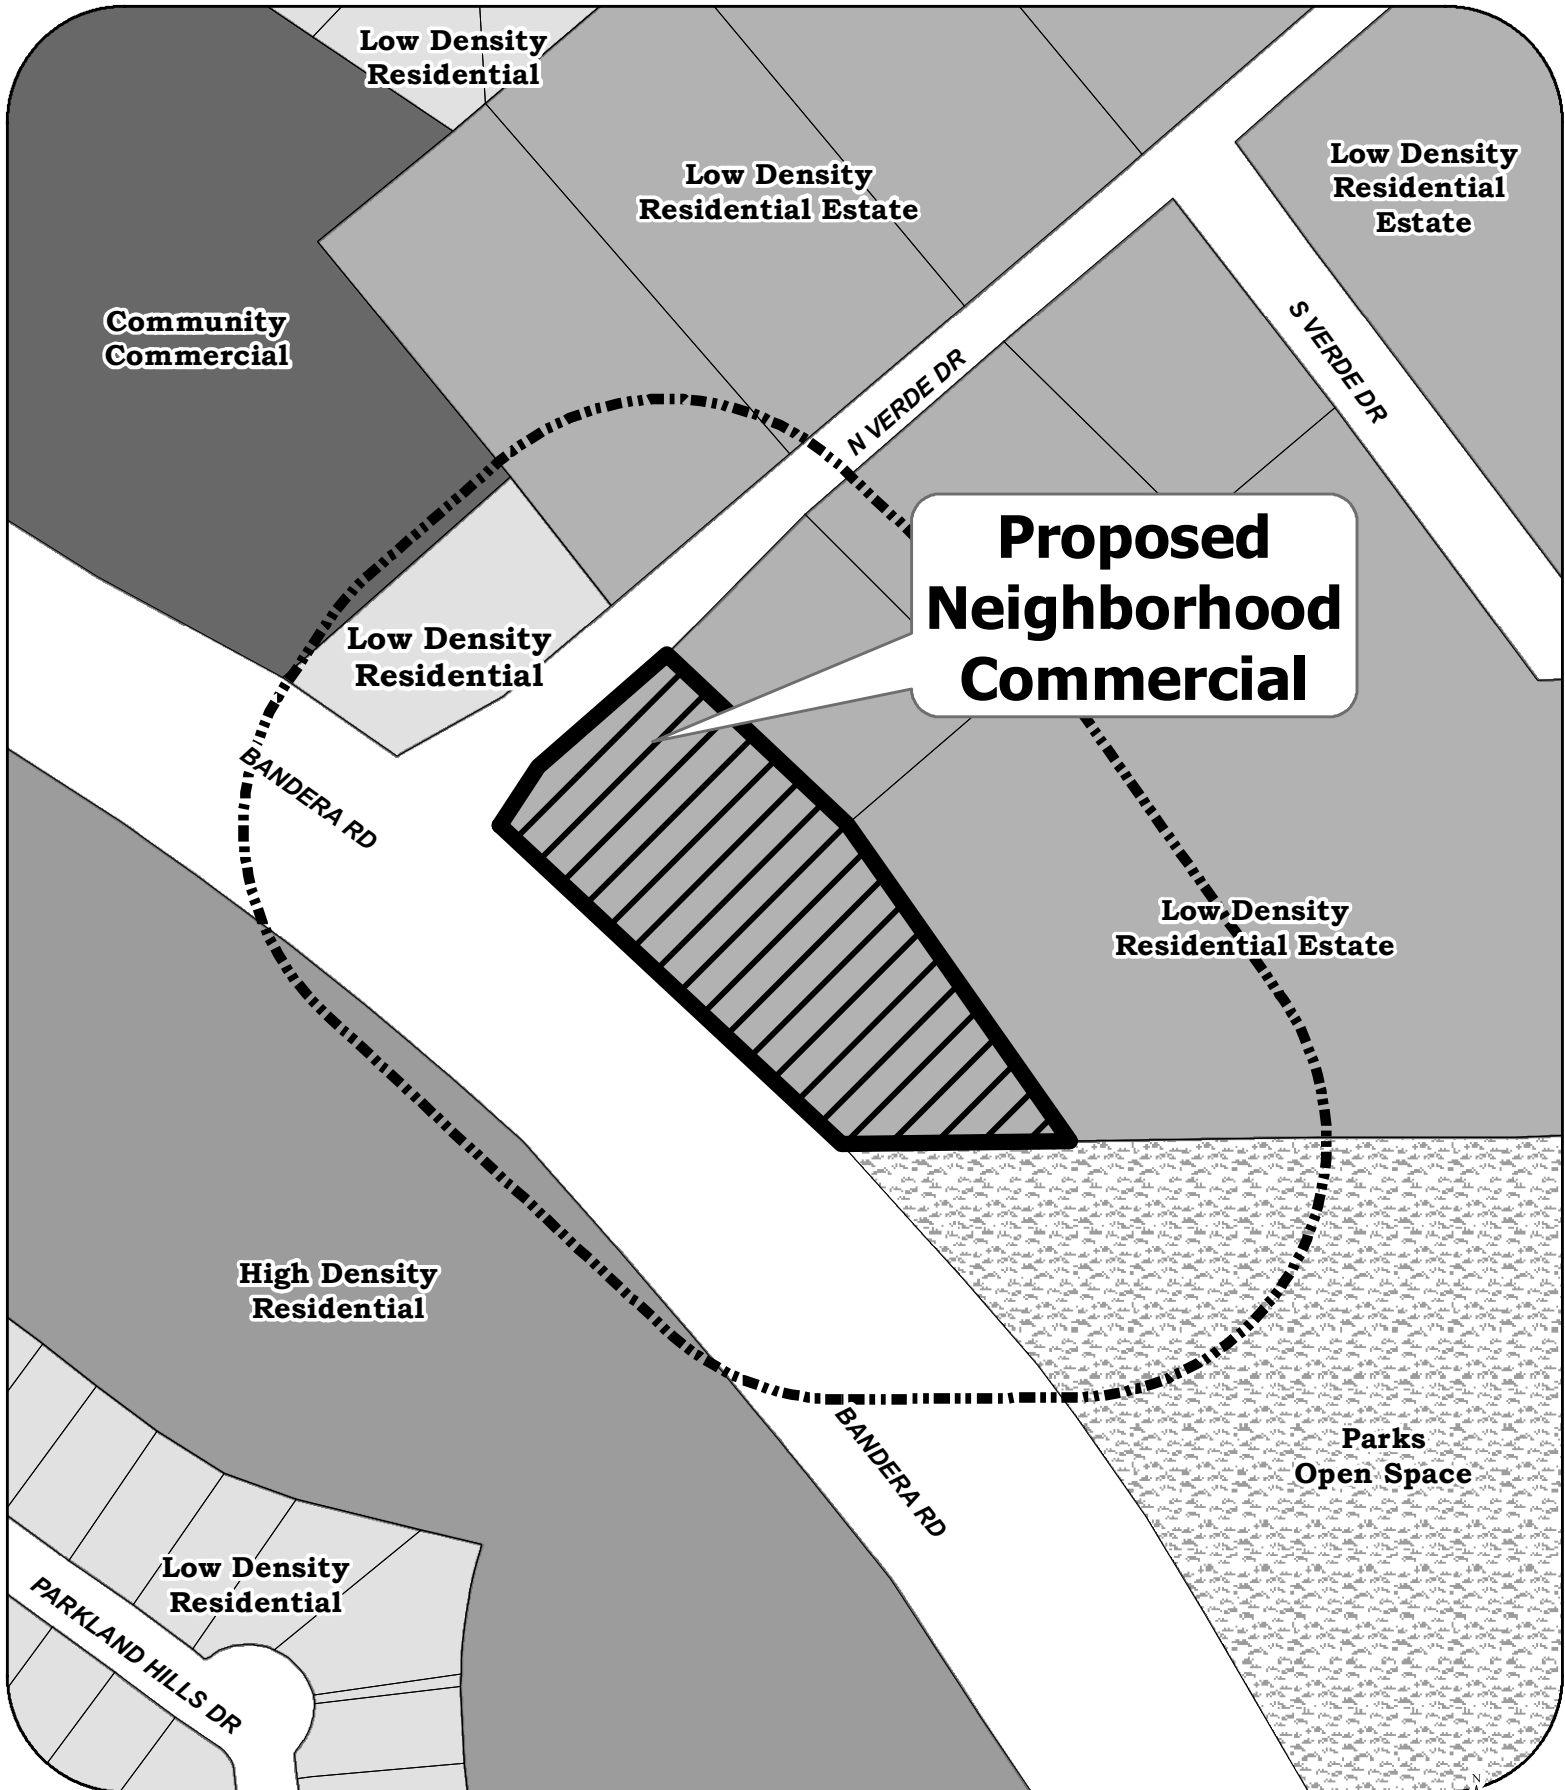 Low Density
Residential
Low Density
Residential Estate
Low Density
Residential
Estate
Community
Commercial
S VERDE DR
N VERDE DR
Proposed
Neighborhood
Commercial
Low Density
Residential
BANDERA RD
Low Density
Residential Estate
High Density
Residential
BANDERA RD
Parks
Open Space
Low Density
Residential
PARKLAND HILLS DR
N